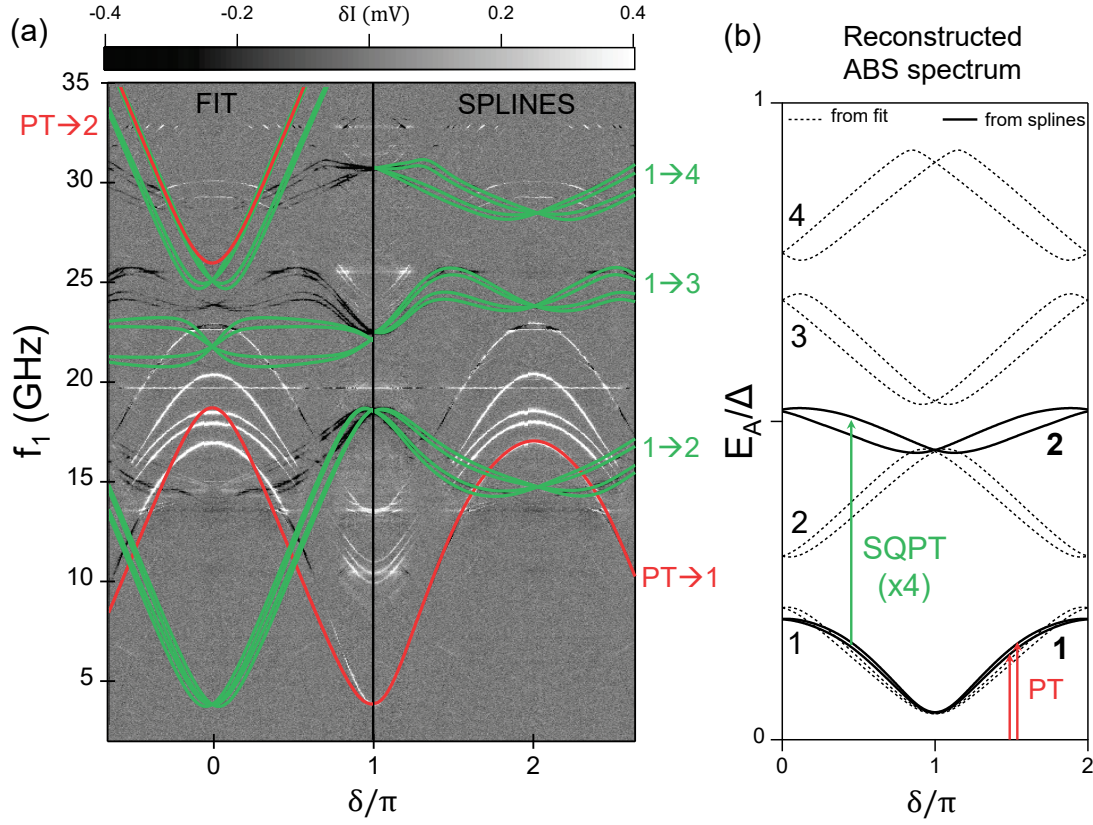 (a)
-0.4 -0.2 δI (mV) 0.2 0.4
FIT
SPLINES
PT→2
1→4
1→3
1→2
PT→1
35
30
25
20
15
10
5
f₁ (GHz)
0 1 2
δ/π
(b)
Reconstructed
ABS spectrum
from fit
from splines
1
0
E_A/Δ
4
3
2
2
1
1
SQPT
(x4)
PT
0 1 2
δ/π